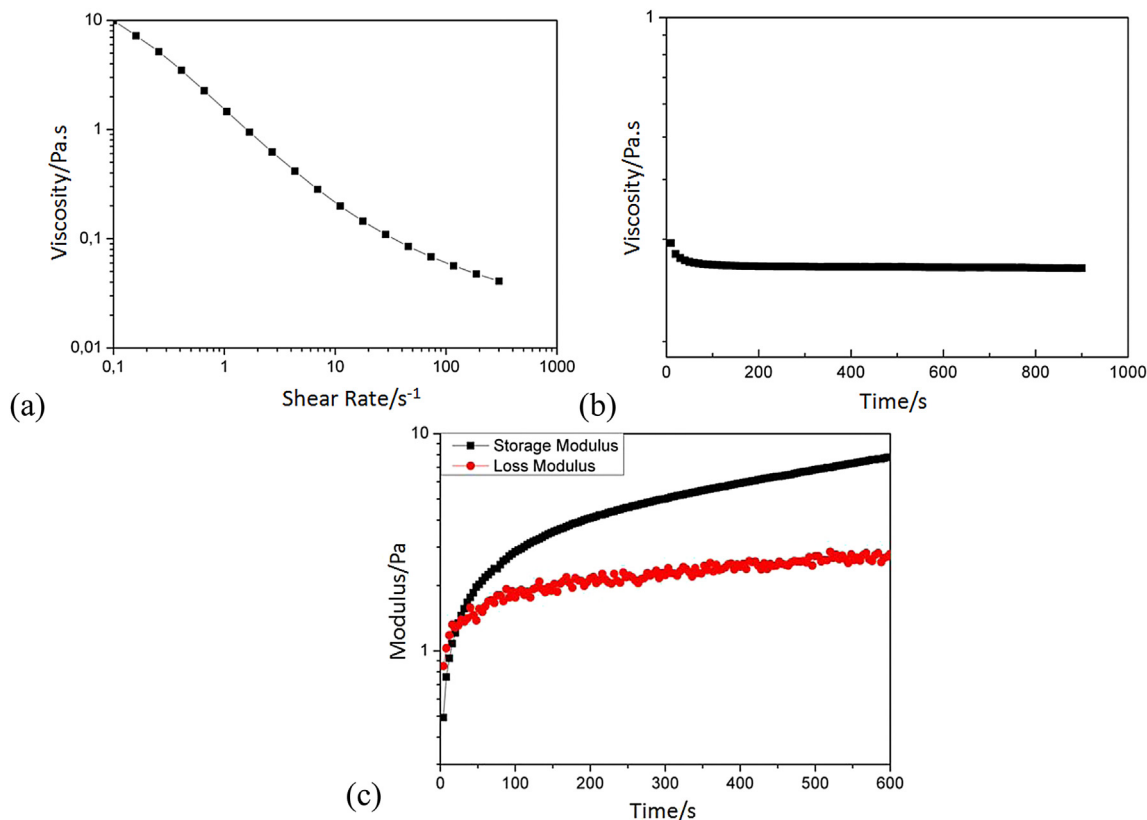 10
1
0,1
0,01
0,1 1 10 100 1000
Viscosity/Pa.s
Shear Rate/s-1
(a)
1
0 200 400 600 800 1000
Viscosity/Pa.s
Time/s
(b)
Storage Modulus
Loss Modulus
10
1
0 100 200 300 400 500 600
Modulus/Pa
Time/s
(c)